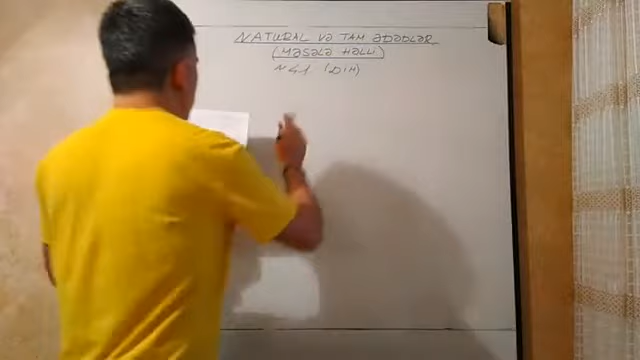 NATURAL VƏ TAM ƏDƏDLƏR
(MƏSƏLƏ HƏLLİ)
№41 (DİM)